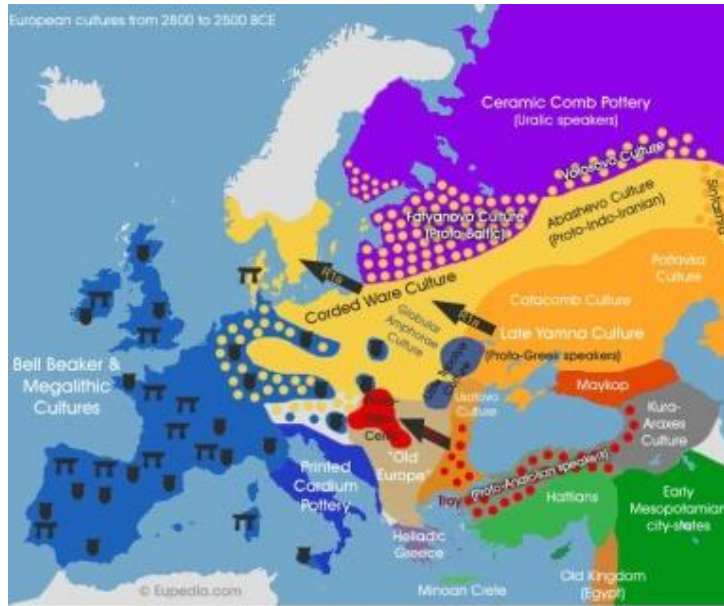 European cultures from 2800 to 2500 BCE
Ceramic Comb Pottery
(Uralic speakers)
Volosovo Culture
Fatyanovo Culture
(Proto-Baltic)
Abashevo Culture
(Proto-Indo-Iranian)
Poltavka
Culture
R1a
Corded Ware Culture
Catacomb Culture
R1a
Globular
Amphorae
Culture
Late Yamna Culture
(Proto-Greek speakers)
Bell Beaker &
Megalithic
Cultures
Maykop
Usatovo
Culture
Kura-
Araxes
Culture
"Old
Europe"
Printed
Cardium
Pottery
(Proto-Anatolian speakers)
Troy
Hattians
Early
Mesopotamian
city-states
Helladic
Greece
Old Kingdom
(Egypt)
Minoan Crete
© Eupedia.com